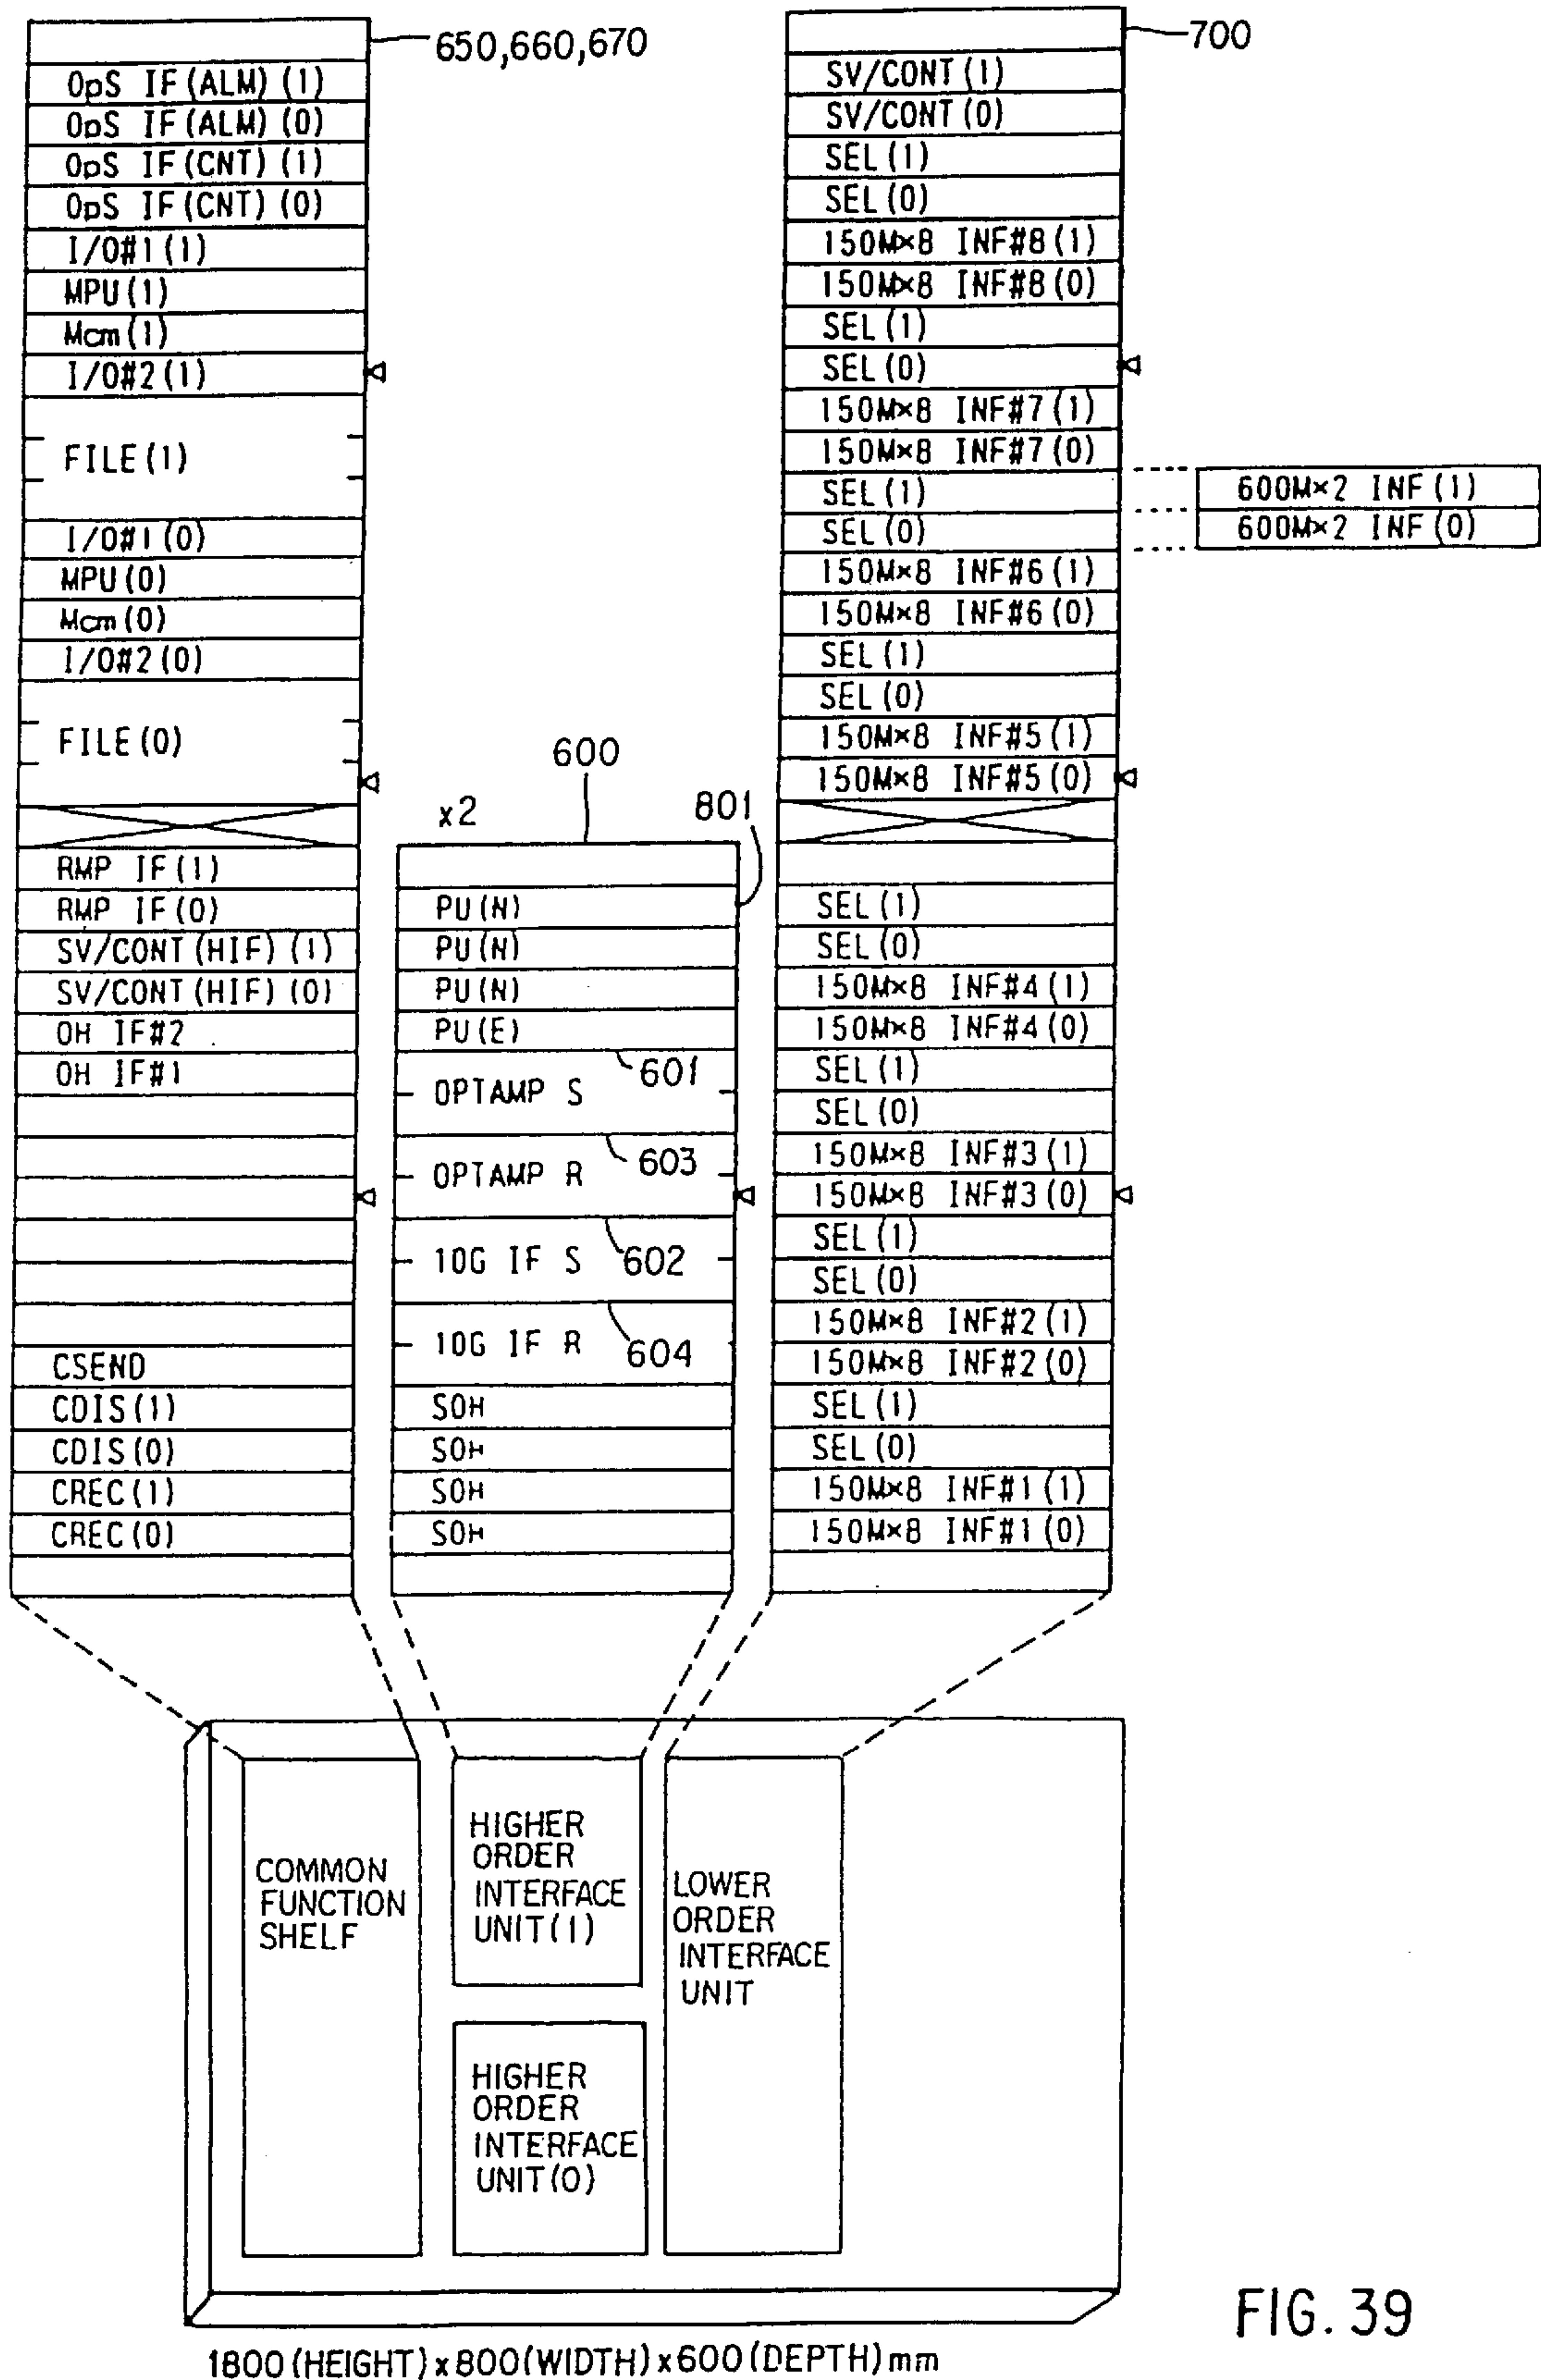 650,660,670
OpS IF(ALM)(1)
OpS IF(ALM)(0)
OpS IF(CNT)(1)
OpS IF(CNT)(0)
I/O#1(1)
MPU(1)
Mcm(1)
I/O#2(1)
FILE(1)
I/O#1(0)
MPU(0)
Mcm(0)
I/O#2(0)
FILE(0)
RMP IF(1)
RMP IF(0)
SV/CONT(HIF)(1)
SV/CONT(HIF)(0)
OH IF#2
OH IF#1
CSEND
CDIS(1)
CDIS(0)
CREC(1)
CREC(0)
x2
600
801
PU(N)
PU(N)
PU(N)
PU(E)
601
OPTAMP S
603
OPTAMP R
602
10G IF S
604
10G IF R
SOH
SOH
SOH
SOH
700
SV/CONT(1)
SV/CONT(0)
SEL(1)
SEL(0)
150M×8 INF#8(1)
150M×8 INF#8(0)
SEL(1)
SEL(0)
150M×8 INF#7(1)
150M×8 INF#7(0)
SEL(1)
SEL(0)
150M×8 INF#6(1)
150M×8 INF#6(0)
SEL(1)
SEL(0)
150M×8 INF#5(1)
150M×8 INF#5(0)
SEL(1)
SEL(0)
150M×8 INF#4(1)
150M×8 INF#4(0)
SEL(1)
SEL(0)
150M×8 INF#3(1)
150M×8 INF#3(0)
SEL(1)
SEL(0)
150M×8 INF#2(1)
150M×8 INF#2(0)
SEL(1)
SEL(0)
150M×8 INF#1(1)
150M×8 INF#1(0)
600M×2 INF(1)
600M×2 INF(0)
COMMON
FUNCTION
SHELF
HIGHER
ORDER
INTERFACE
UNIT(1)
HIGHER
ORDER
INTERFACE
UNIT(0)
LOWER
ORDER
INTERFACE
UNIT
1800(HEIGHT)x800(WIDTH)x600(DEPTH)mm
FIG. 39